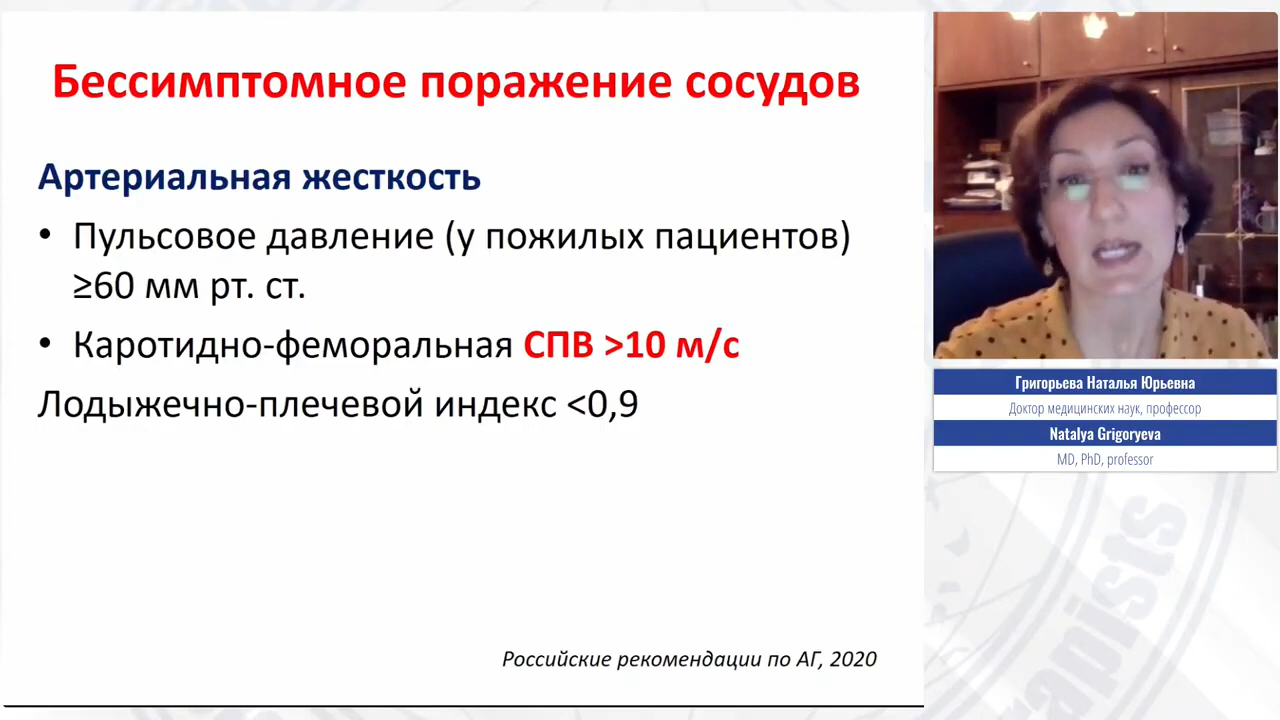 Бессимптомное поражение сосудов
Артериальная жесткость
• Пульсовое давление (у пожилых пациентов)
≥60 мм рт. ст.
• Каротидно-феморальная СПВ >10 м/с
Лодыжечно-плечевой индекс <0,9
Российские рекомендации по АГ, 2020
Григорьева Наталья Юрьевна
Доктор медицинских наук, профессор
Natalya Grigoryeva
MD, PhD, professor
rapists